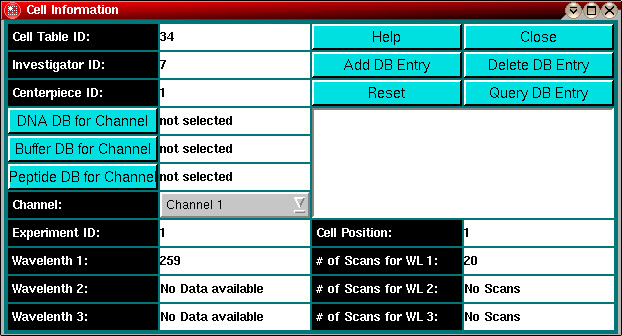 Cell Information
Cell Table ID: 34 Help Close
Investigator ID: 7 Add DB Entry Delete DB Entry
Centerpiece ID: 1 Reset Query DB Entry
DNA DB for Channel not selected
Buffer DB for Channel not selected
Peptide DB for Channel not selected
Channel: Channel 1
Experiment ID: 1 Cell Position: 1
Wavelenth 1: 259 # of Scans for WL 1: 20
Wavelenth 2: No Data available # of Scans for WL 2: No Scans
Wavelenth 3: No Data available # of Scans for WL 3: No Scans